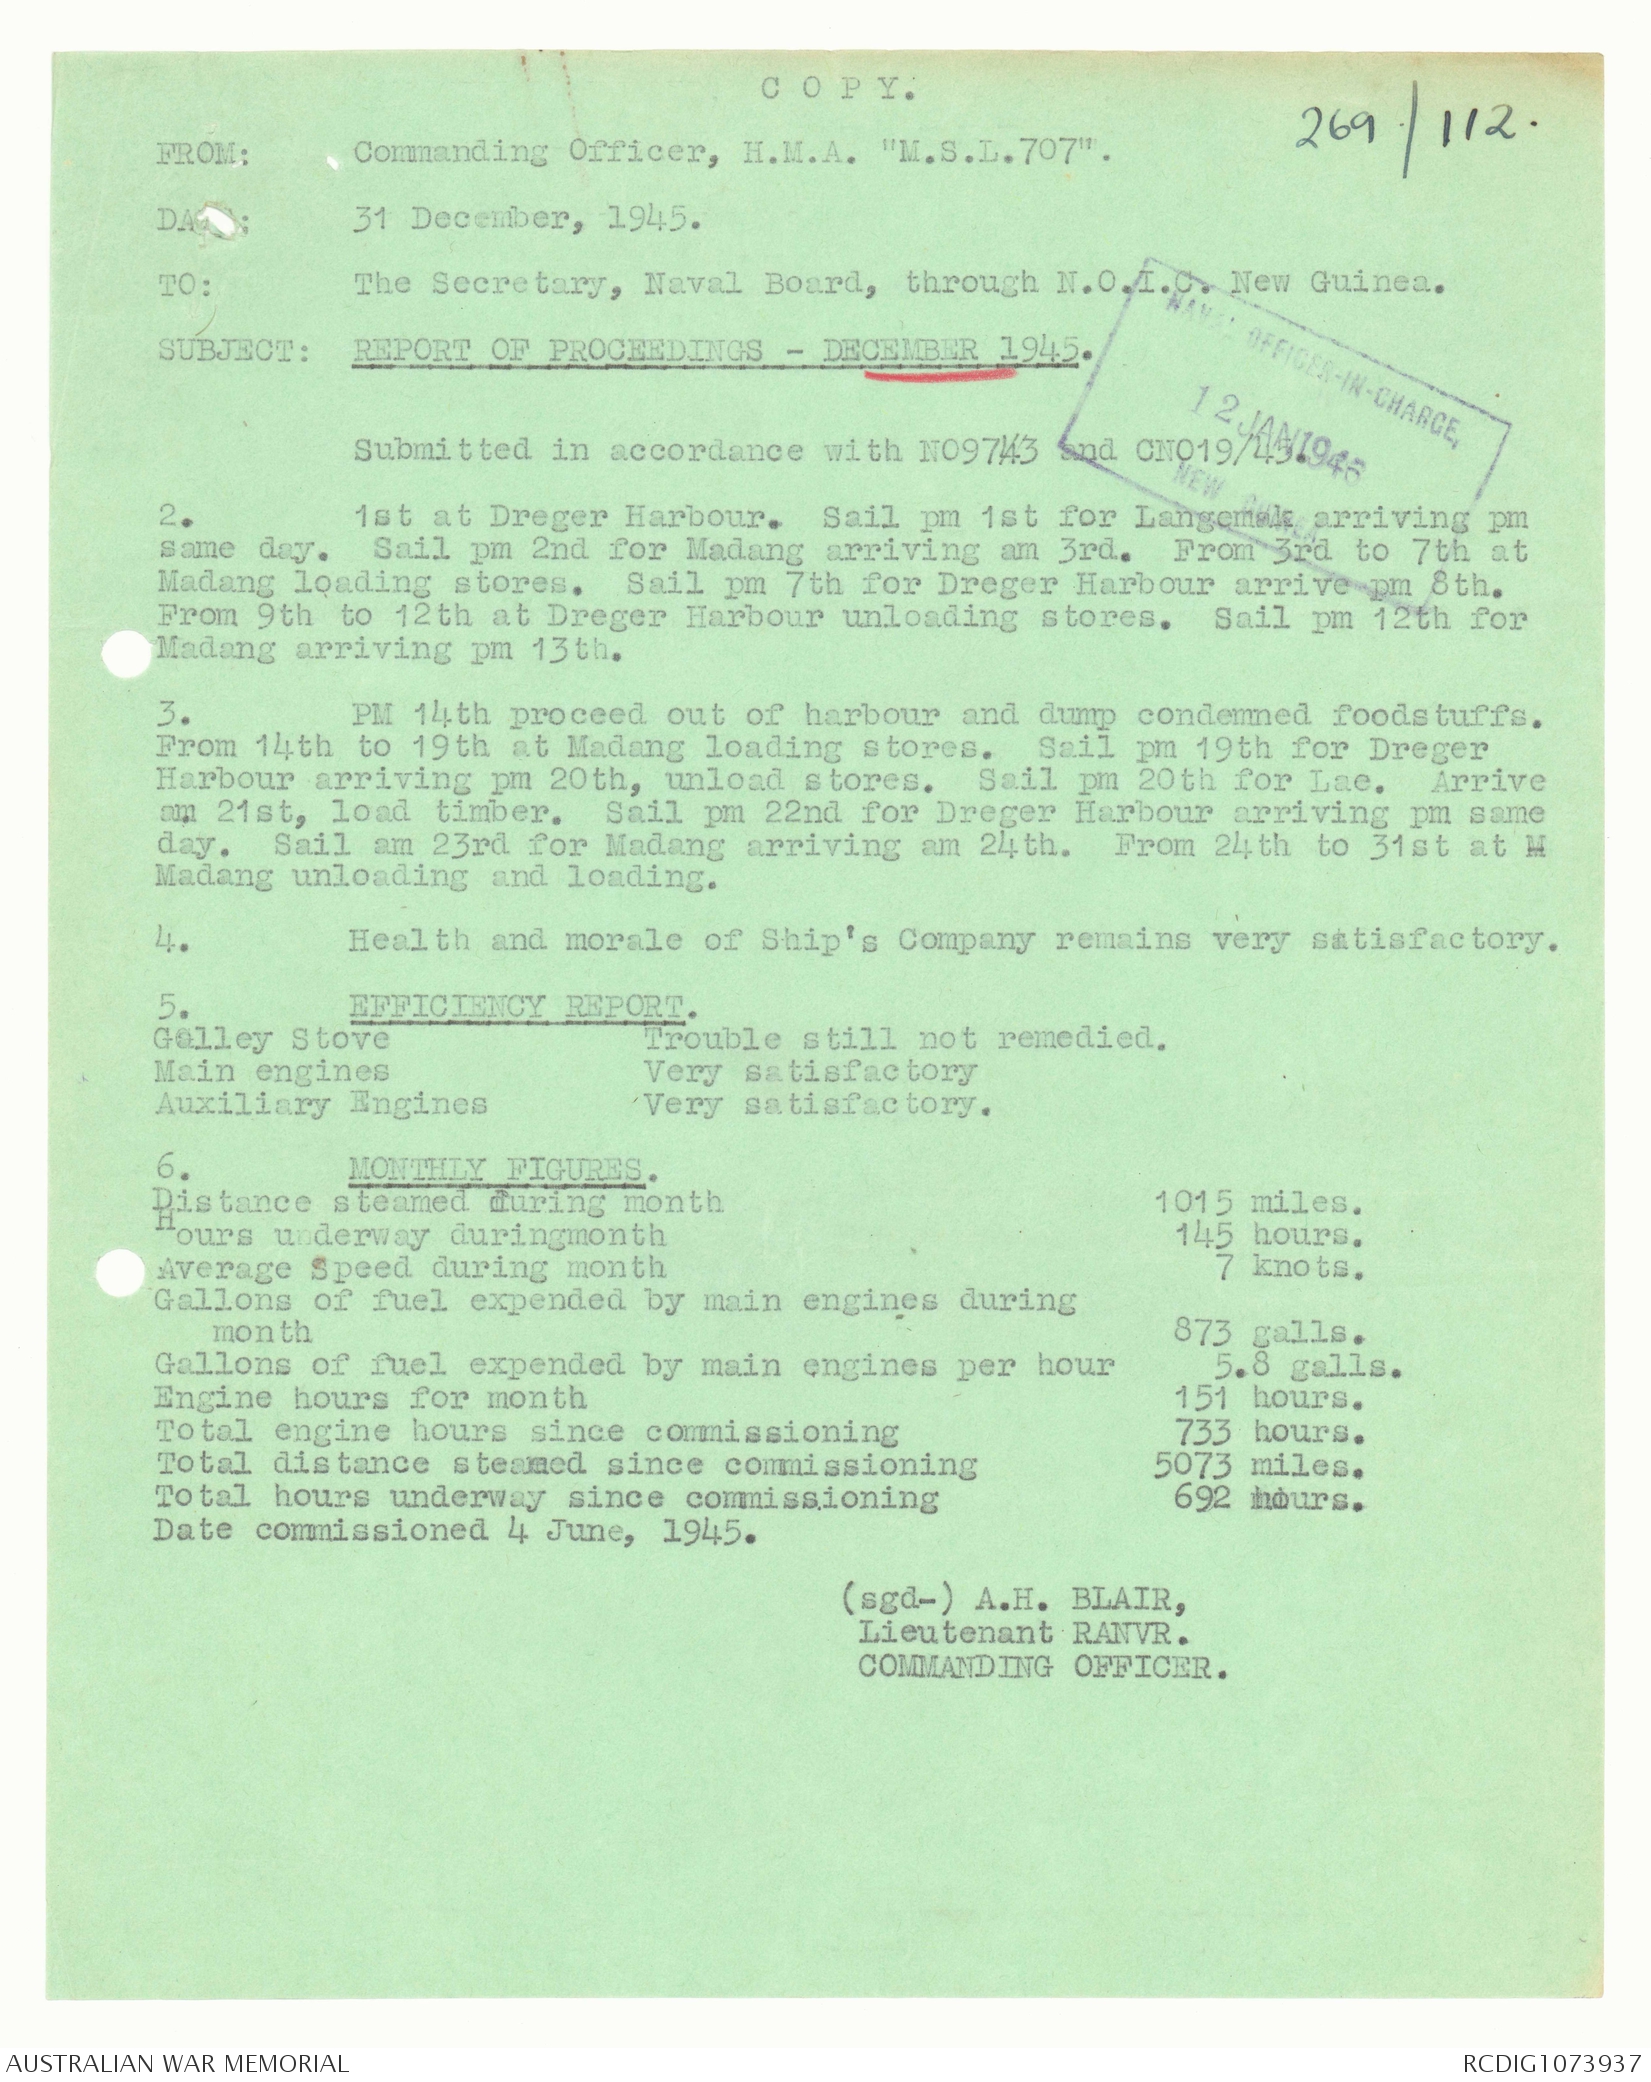 C O P Y.
269/112.
FROM: Commanding Officer, H.M.A. "M.S.L.707".
31 December, 1945.
TO: The Secretary, Naval Board, through N.O.I.C. New Guinea.
SUBJECT: REPORT OF PROCEEDINGS - DECEMBER 1945.
NAVAL OFFICER-IN-CHARGE,
12 JAN 1946
NEW GUINEA
Submitted in accordance with NO97/43 and CNO19/43.
2. 1st at Dreger Harbour. Sail pm 1st for Langemak arriving pm
same day. Sail pm 2nd for Madang arriving am 3rd. From 3rd to 7th at
Madang loading stores. Sail pm 7th for Dreger Harbour arrive pm 8th.
From 9th to 12th at Dreger Harbour unloading stores. Sail pm 12th for
Madang arriving pm 13th.
3. PM 14th proceed out of harbour and dump condemned foodstuffs.
From 14th to 19th at Madang loading stores. Sail pm 19th for Dreger
Harbour arriving pm 20th, unload stores. Sail pm 20th for Lae. Arrive
am 21st, load timber. Sail pm 22nd for Dreger Harbour arriving pm same
day. Sail am 23rd for Madang arriving am 24th. From 24th to 31st at M
Madang unloading and loading.
4. Health and morale of Ship's Company remains very satisfactory.
5. EFFICIENCY REPORT.
Galley Stove Trouble still not remedied.
Main engines Very satisfactory
Auxiliary Engines Very satisfactory.
6. MONTHLY FIGURES.
Distance steamed during month 1015 miles.
Hours underway duringmonth 145 hours.
Average Speed during month 7 knots.
Gallons of fuel expended by main engines during
month 873 galls.
Gallons of fuel expended by main engines per hour 5.8 galls.
Engine hours for month 151 hours.
Total engine hours since commissioning 733 hours.
Total distance steamed since commissioning 5073 miles.
Total hours underway since commissioning 692 hours.
Date commissioned 4 June, 1945.
(sgd-) A.H. BLAIR,
Lieutenant RANVR.
COMMANDING OFFICER.
AUSTRALIAN WAR MEMORIAL
RCDIG1073937